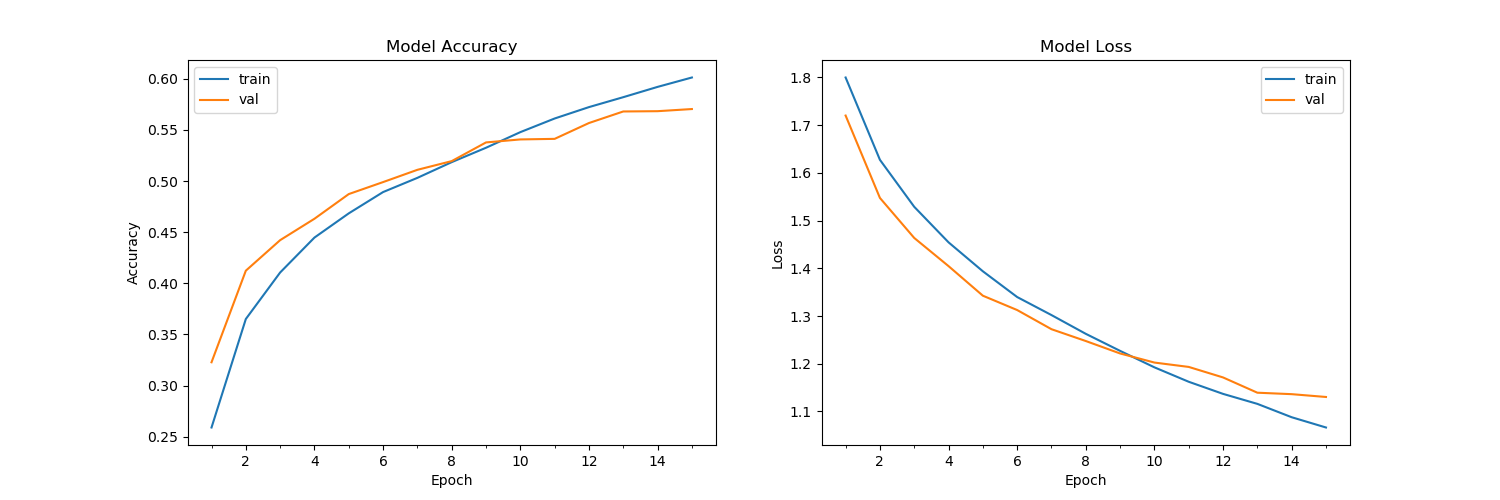 Model Accuracy
train
val
0.60
0.55
0.50
0.45
0.40
0.35
0.30
0.25
Accuracy
2 4 6 8 10 12 14
Epoch
Model Loss
train
val
1.8
1.7
1.6
1.5
1.4
1.3
1.2
1.1
Loss
2 4 6 8 10 12 14
Epoch